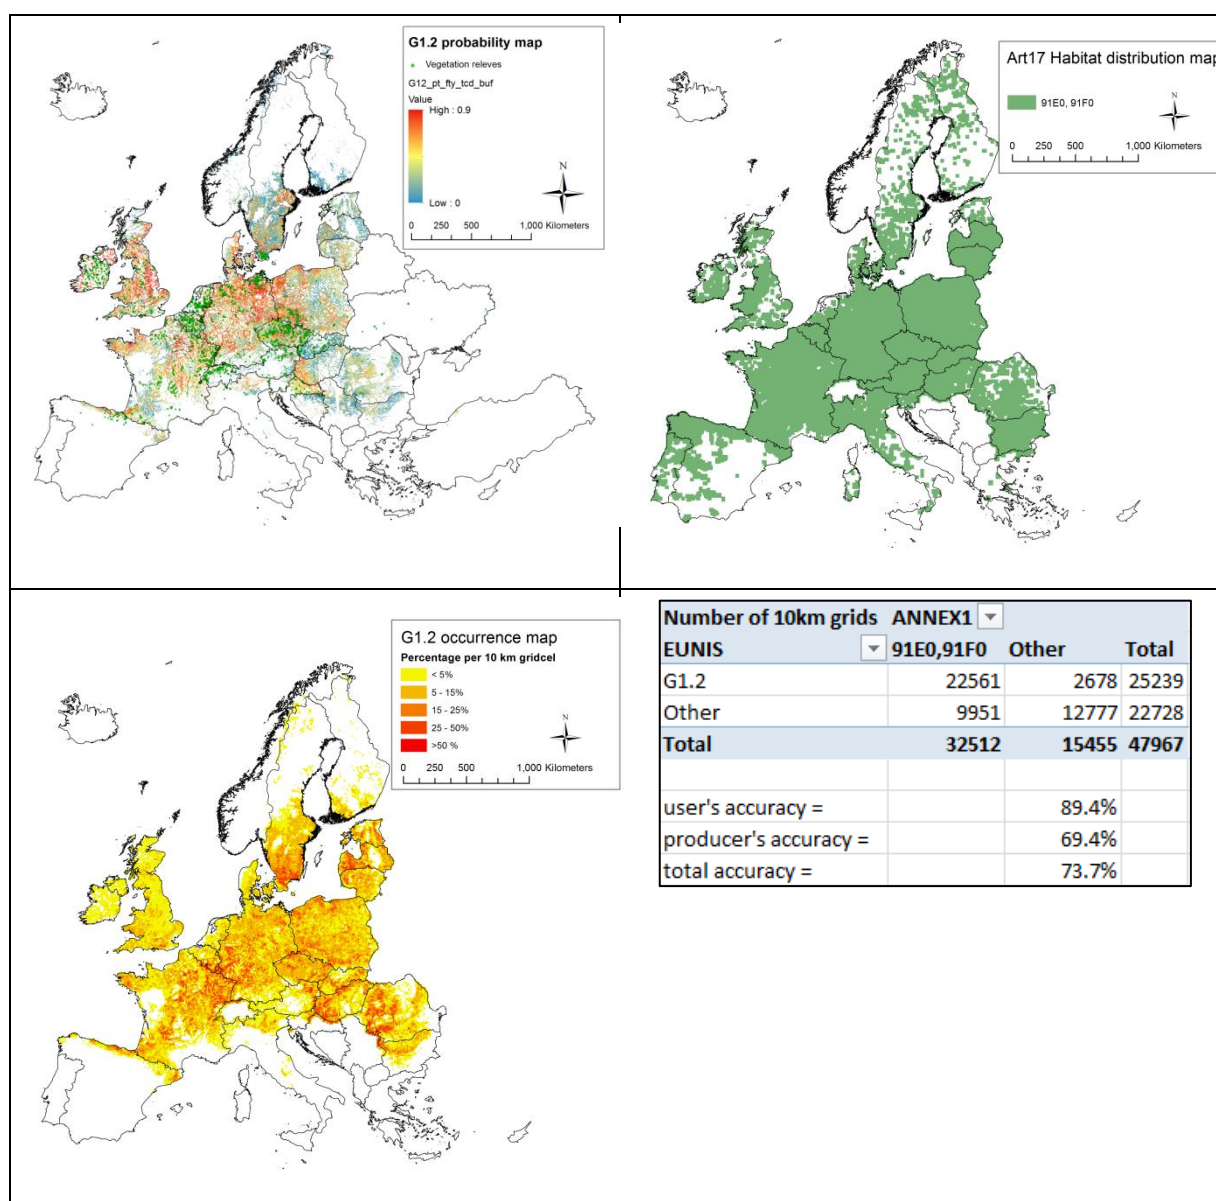 G1.2 probability map
Vegetation releves
G12_pt_fty_tcd_buf
Value
High : 0.9
Low : 0
N
0 250 500 1,000 Kilometers
Art17 Habitat distribution map
91E0, 91F0
N
0 250 500 1,000 Kilometers
G1.2 occurrence map
Percentage per 10 km gridcel
< 5%
5 - 15%
15 - 25%
25 - 50%
>50 %
N
0 250 500 1,000 Kilometers
Number of 10km grids ANNEX1
EUNIS 91E0,91F0 Other Total
G1.2 22561 2678 25239
Other 9951 12777 22728
Total 32512 15455 47967
user's accuracy = 89.4%
producer's accuracy = 69.4%
total accuracy = 73.7%